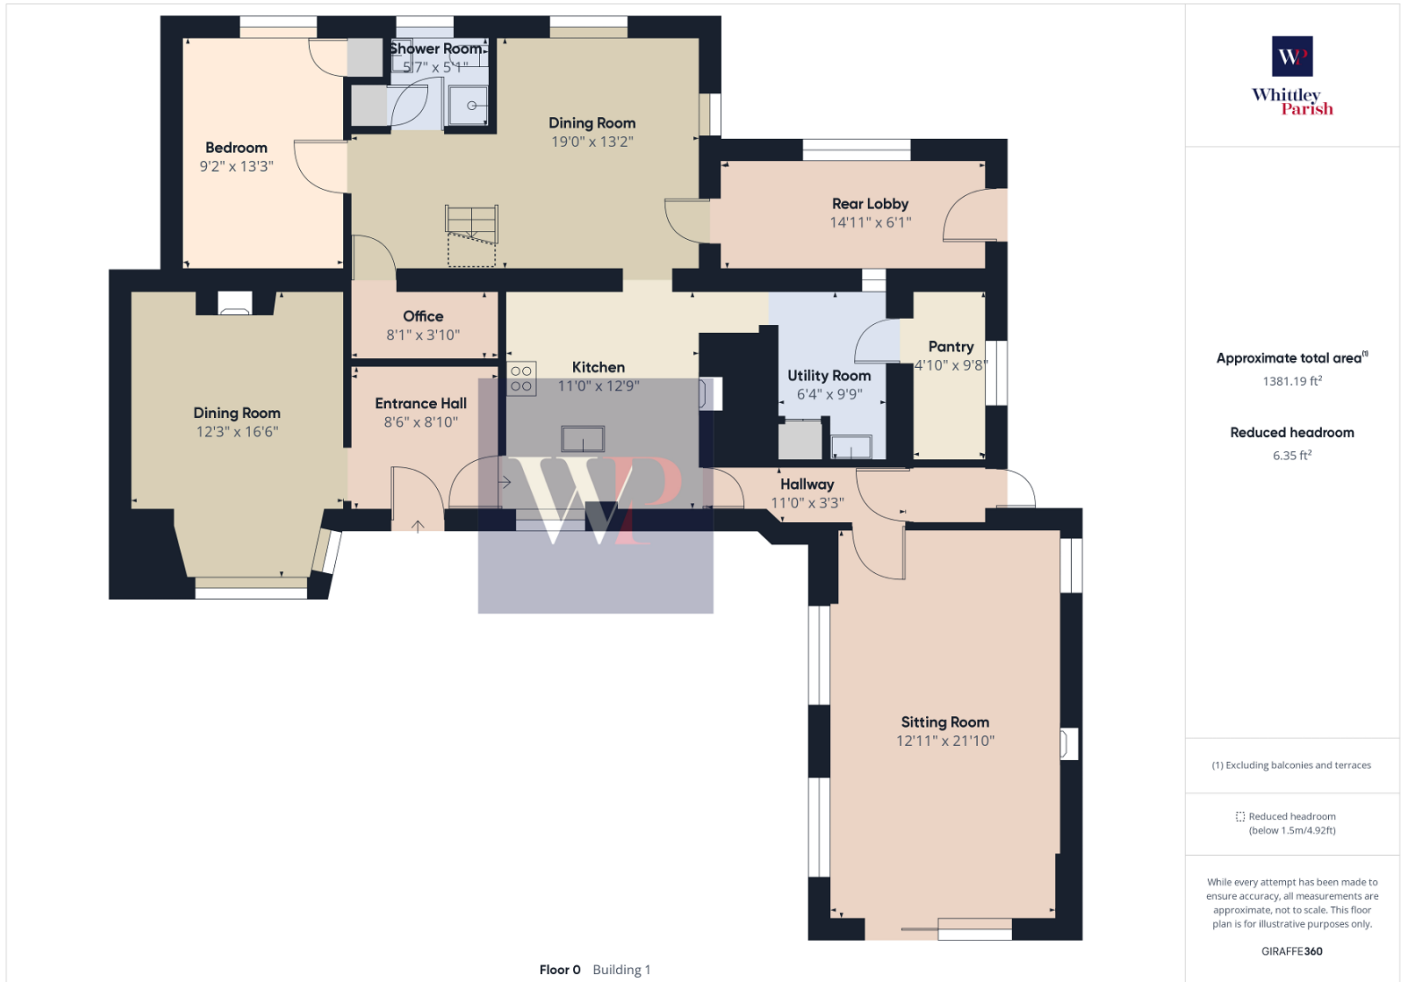 Shower Room
5'7" x 5'1"
Dining Room
19'0" x 13'2"
Bedroom
9'2" x 13'3"
Rear Lobby
14'11" x 6'1"
Office
8'1" x 3'10"
Kitchen
11'0" x 12'9"
Pantry
4'10" x 9'8"
Utility Room
6'4" x 9'9"
Dining Room
12'3" x 16'6"
Entrance Hall
8'6" x 8'10"
Hallway
11'0" x 3'3"
WP
Sitting Room
12'11" x 21'10"
Floor 0 Building 1
WP
Whittley
Parish
Approximate total area(1)
1381.19 ft²
Reduced headroom
6.35 ft²
(1) Excluding balconies and terraces
Reduced headroom
(below 1.5m/4.92ft)
While every attempt has been made to
ensure accuracy, all measurements are
approximate, not to scale. This floor
plan is for illustrative purposes only.
GIRAFFE360